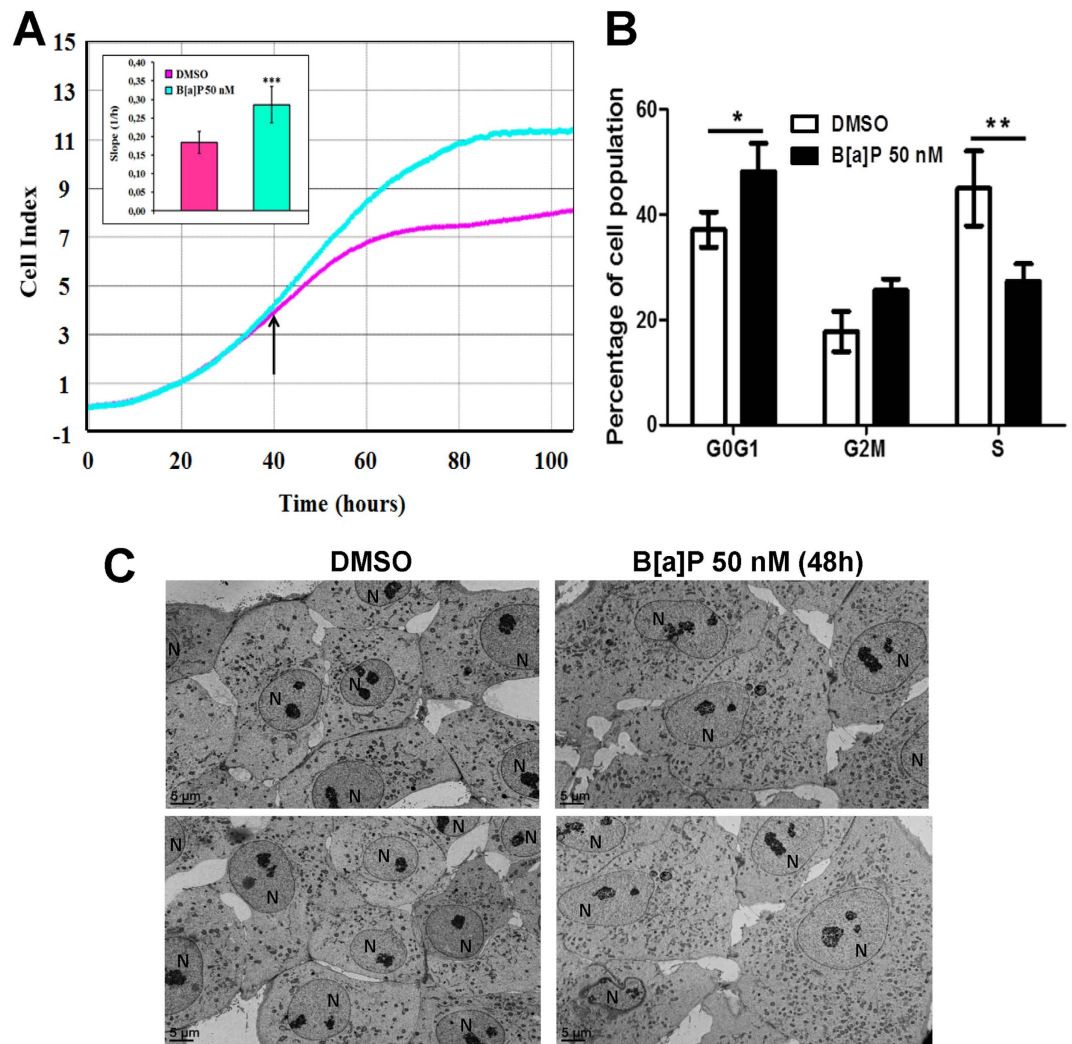 A
15
13
11
9
7
5
3
1
-1
Cell Index
0 20 40 60 80 100
Time (hours)
0,40
0,35
0,30
0,25
0,20
0,15
0,10
0,05
0,00
Slope (1/h)
DMSO
B[a]P 50 nM
***
B
60
40
20
0
Percentage of cell population
DMSO
B[a]P 50 nM
*
**
G0G1 G2M S
C
DMSO B[a]P 50 nM (48h)
N N N N N N N
5 µm
N N N N
5 µm
N N N N N N N N N
5 µm
N N N N N
5 µm